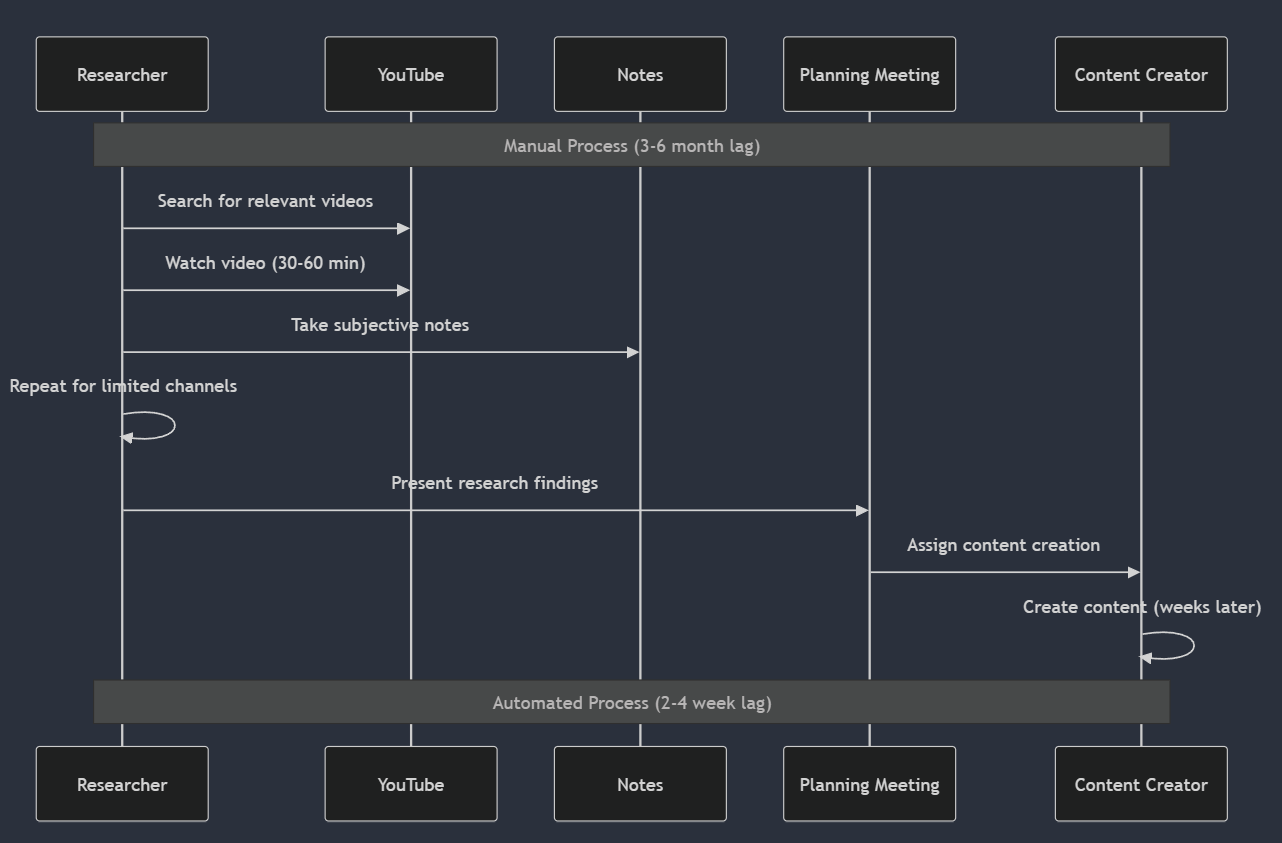 Researcher
YouTube
Notes
Planning Meeting
Content Creator
Manual Process (3-6 month lag)
Search for relevant videos
Watch video (30-60 min)
Take subjective notes
Repeat for limited channels
Present research findings
Assign content creation
Create content (weeks later)
Automated Process (2-4 week lag)
Researcher
YouTube
Notes
Planning Meeting
Content Creator